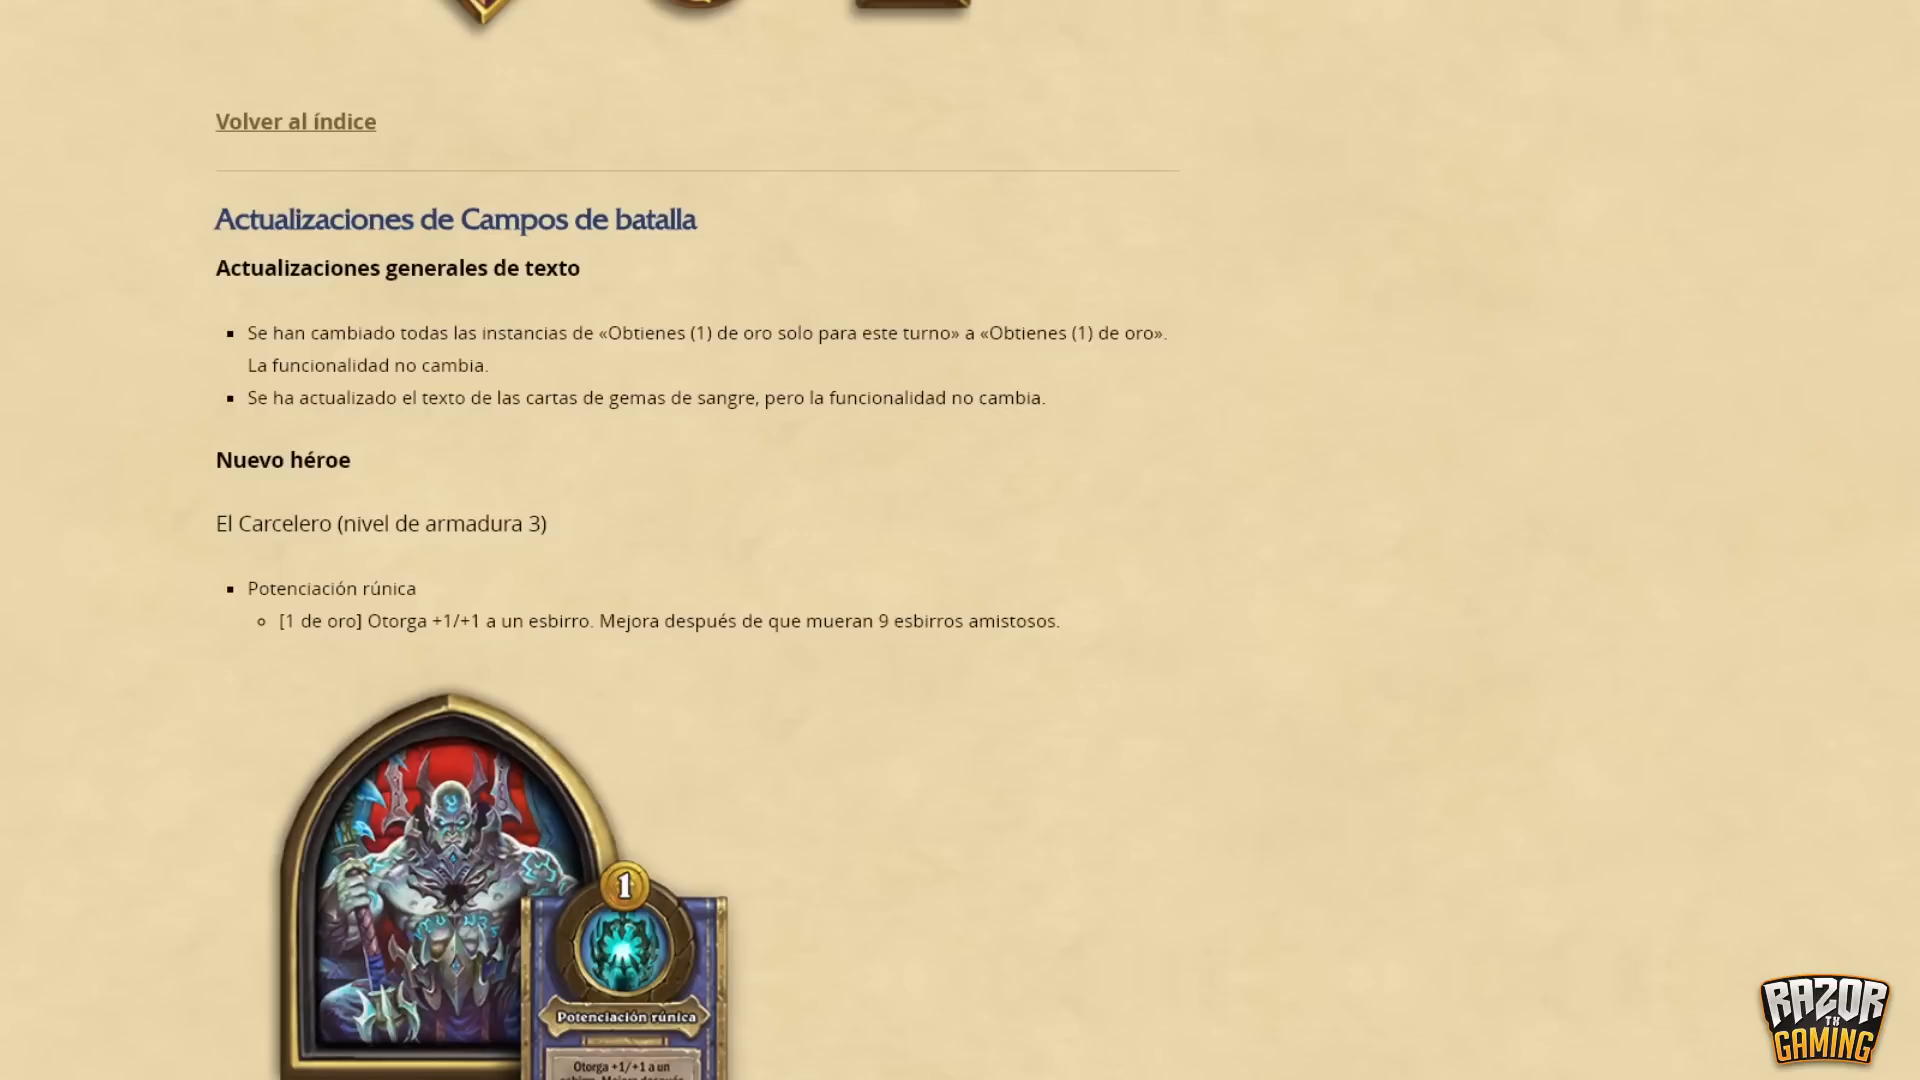 Volver al índice
Actualizaciones de Campos de batalla
Actualizaciones generales de texto
▪ Se han cambiado todas las instancias de «Obtienes (1) de oro solo para este turno» a «Obtienes (1) de oro».
La funcionalidad no cambia.
▪ Se ha actualizado el texto de las cartas de gemas de sangre, pero la funcionalidad no cambia.
Nuevo héroe
El Carcelero (nivel de armadura 3)
▪ Potenciación rúnica
○ [1 de oro] Otorga +1/+1 a un esbirro. Mejora después de que mueran 9 esbirros amistosos.
1
Potenciación rúnica
Otorga +1/+1 a un
esbirro. Mejora después
RAZOR
TX
GAMING